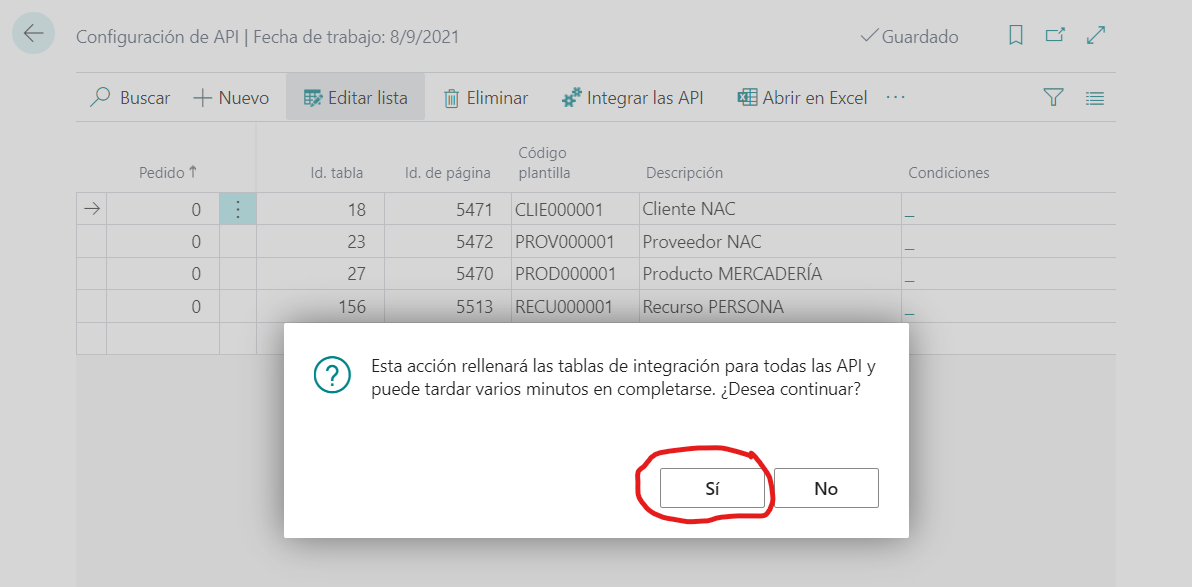 Configuración de API | Fecha de trabajo: 8/9/2021
Guardado
Buscar Nuevo Editar lista Eliminar Integrar las API Abrir en Excel ···
Pedido ↑ Id. tabla Id. de página Código plantilla Descripción Condiciones
0 18 5471 CLIE000001 Cliente NAC _
0 23 5472 PROV000001 Proveedor NAC _
0 27 5470 PROD000001 Producto MERCADERÍA _
0 156 5513 RECU000001 Recurso PERSONA _
Esta acción rellenará las tablas de integración para todas las API y
puede tardar varios minutos en completarse. ¿Desea continuar?
Sí No